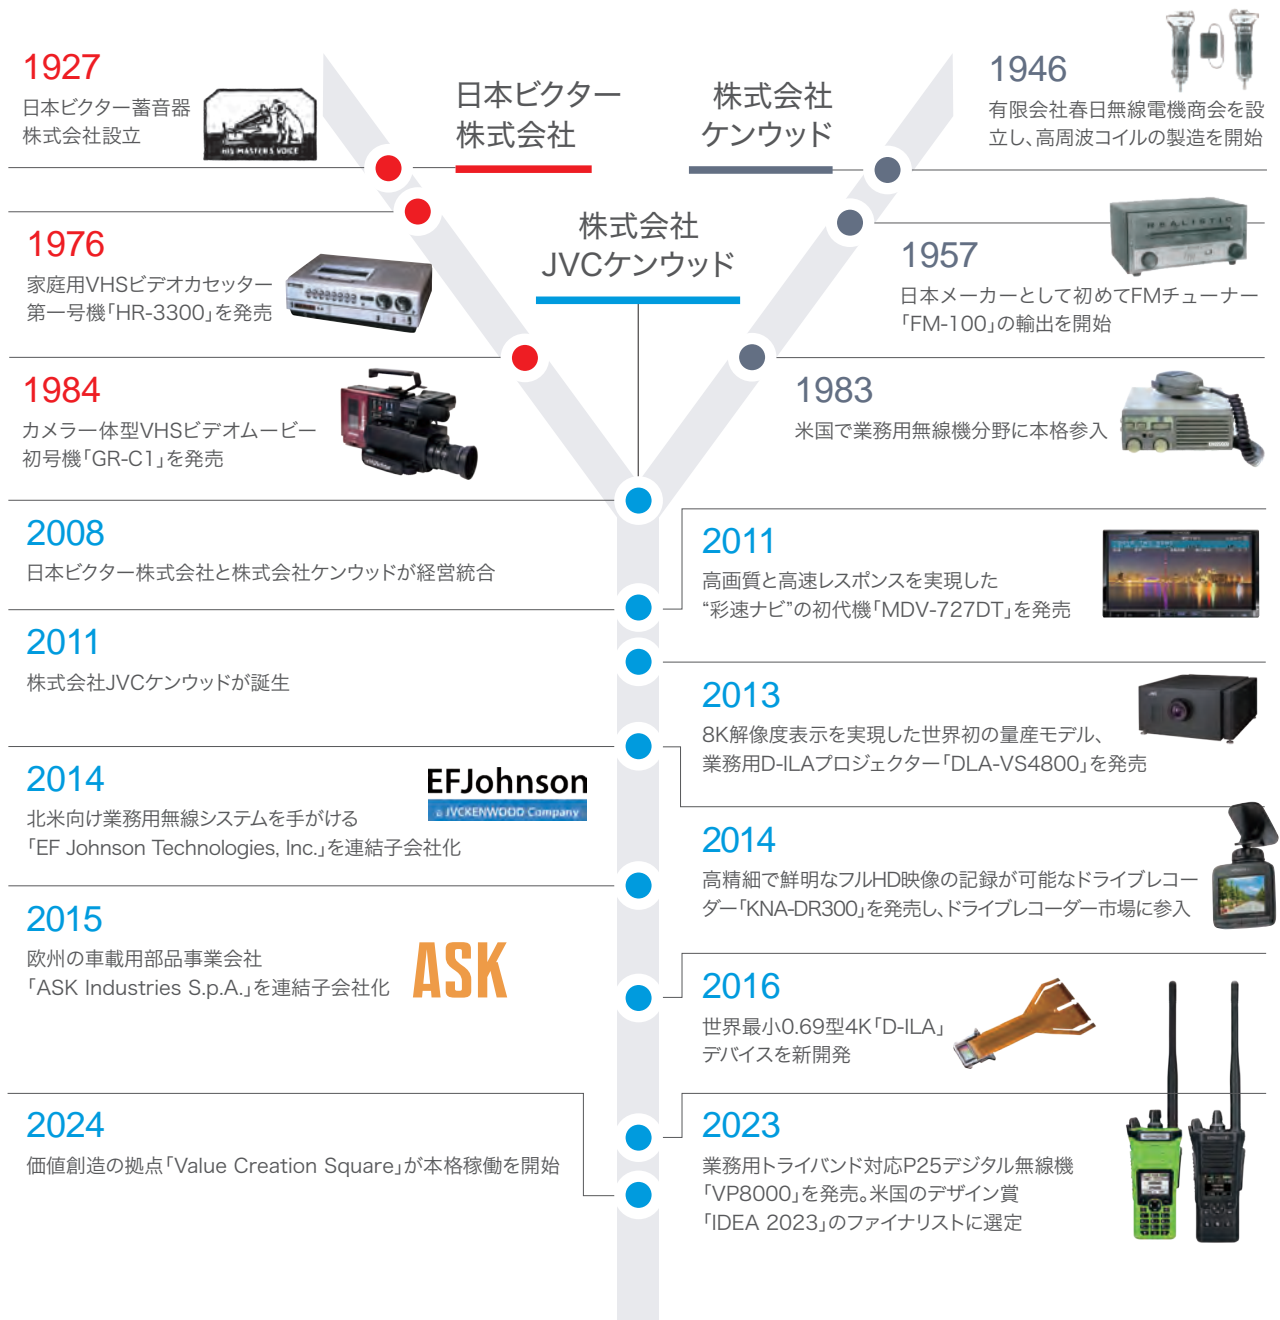 1927
日本ビクター蓄音器
株式会社設立
HIS MASTER'S VOICE
日本ビクター
株式会社
株式会社
ケンウッド
1946
有限会社春日無線電機商会を設
立し、高周波コイルの製造を開始
1976
家庭用VHSビデオカセッター
第一号機「HR-3300」を発売
株式会社
JVCケンウッド
REALISTIC
1957
日本メーカーとして初めてFMチューナー
「FM-100」の輸出を開始
1984
カメラ一体型VHSビデオムービー
初号機「GR-C1」を発売
1983
米国で業務用無線機分野に本格参入
2008
日本ビクター株式会社と株式会社ケンウッドが経営統合
2011
高画質と高速レスポンスを実現した
“彩速ナビ”の初代機「MDV-727DT」を発売
2011
株式会社JVCケンウッドが誕生
2013
8K解像度表示を実現した世界初の量産モデル、
業務用D-ILAプロジェクター「DLA-VS4800」を発売
2014
北米向け業務用無線システムを手がける
「EF Johnson Technologies, Inc.」を連結子会社化
EFJohnson
a JVCKENWOOD Company
2014
高精細で鮮明なフルHD映像の記録が可能なドライブレコー
ダー「KNA-DR300」を発売し、ドライブレコーダー市場に参入
2015
欧州の車載用部品事業会社
「ASK Industries S.p.A.」を連結子会社化
ASK
2016
世界最小0.69型4K「D-ILA」
デバイスを新開発
2024
価値創造の拠点「Value Creation Square」が本格稼働を開始
2023
業務用トライバンド対応P25デジタル無線機
「VP8000」を発売。米国のデザイン賞
「IDEA 2023」のファイナリストに選定